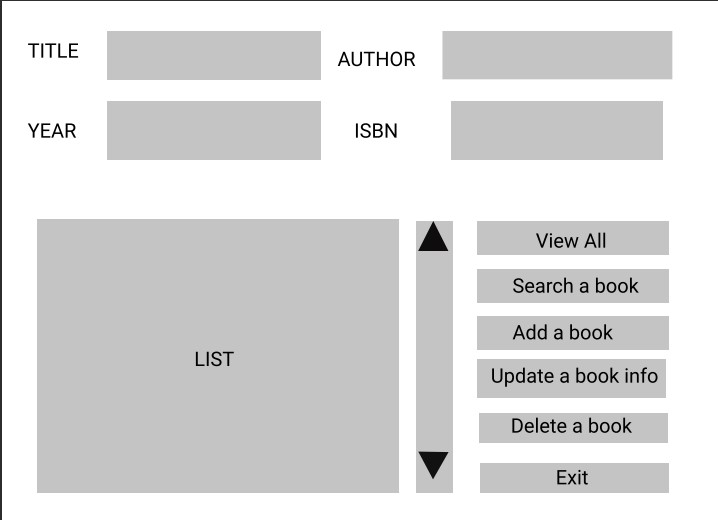 TITLE
AUTHOR
YEAR
ISBN
LIST
View All
Search a book
Add a book
Update a book info
Delete a book
Exit